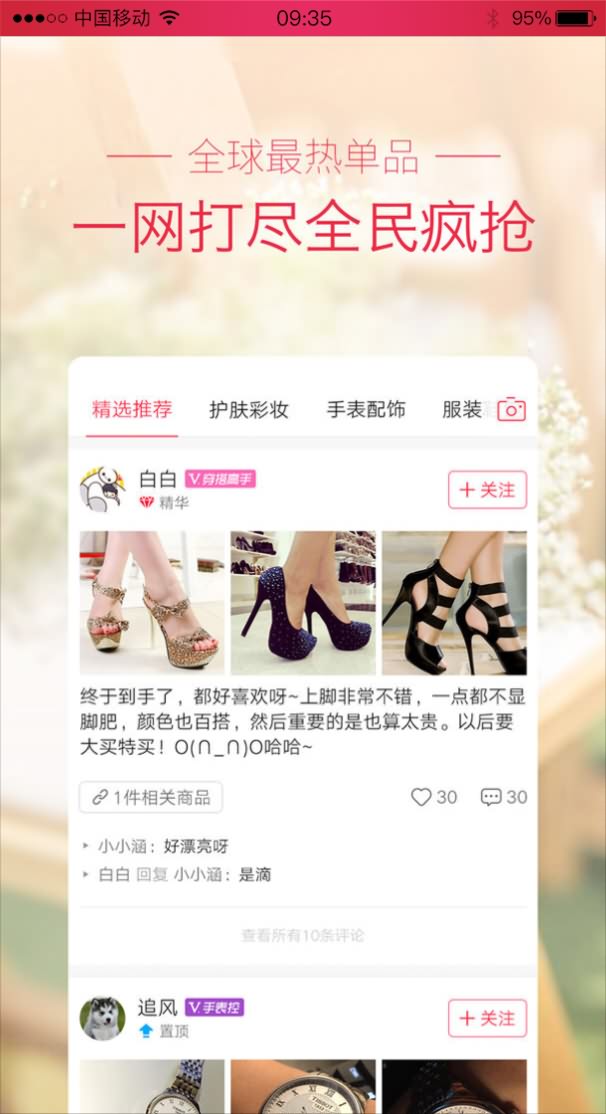 中国移动 09:35 95%
全球最热单品
一网打尽全民疯抢
精选推荐 护肤彩妆 手表配饰 服装
白白 V.穿搭高手
精华
+ 关注
终于到手了，都好喜欢呀~上脚非常不错，一点都不显
脚肥，颜色也百搭，然后重要的是也算太贵。以后要
大买特买！O(∩_∩)O哈哈~
1件相关商品 30 30
小小涵：好漂亮呀
白白 回复 小小涵：是滴
查看所有10条评论
追风 V.手表控
置顶
+ 关注
TISSOT
TISSOT